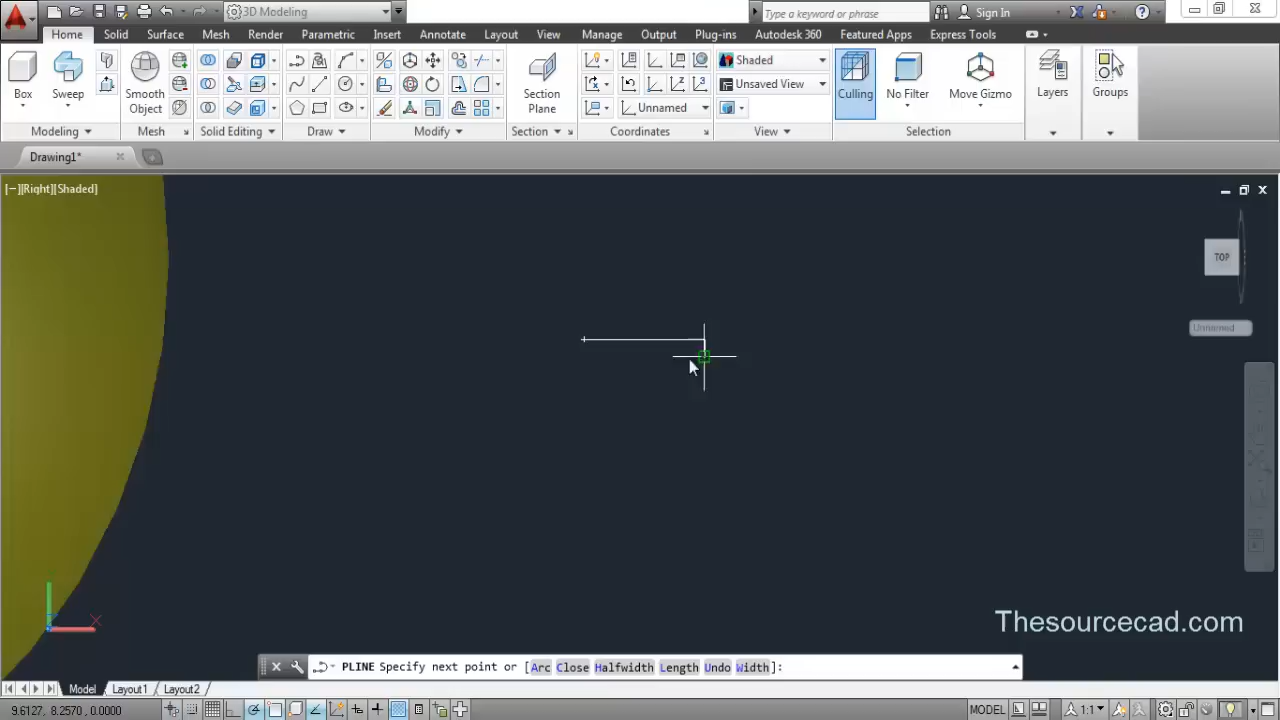 3D Modeling
Type a keyword or phrase
Sign In
Home Solid Surface Mesh Render Parametric Insert Annotate Layout View Manage Output Plug-ins Autodesk 360 Featured Apps Express Tools
Box
Sweep
Smooth
Object
Section
Plane
Shaded
Unsaved View
Unnamed
Culling
No Filter
Move Gizmo
Layers
Groups
Modeling
Mesh
Solid Editing
Draw
Modify
Section
Coordinates
View
Selection
Drawing1*
[−][Right][Shaded]
TOP
Unnamed
X
Thesourcecad.com
PLINE Specify next point or [Arc Close Halfwidth Length Undo Width]:
Model Layout1 Layout2
9.6127, 8.2570, 0.0000
MODEL
1:1